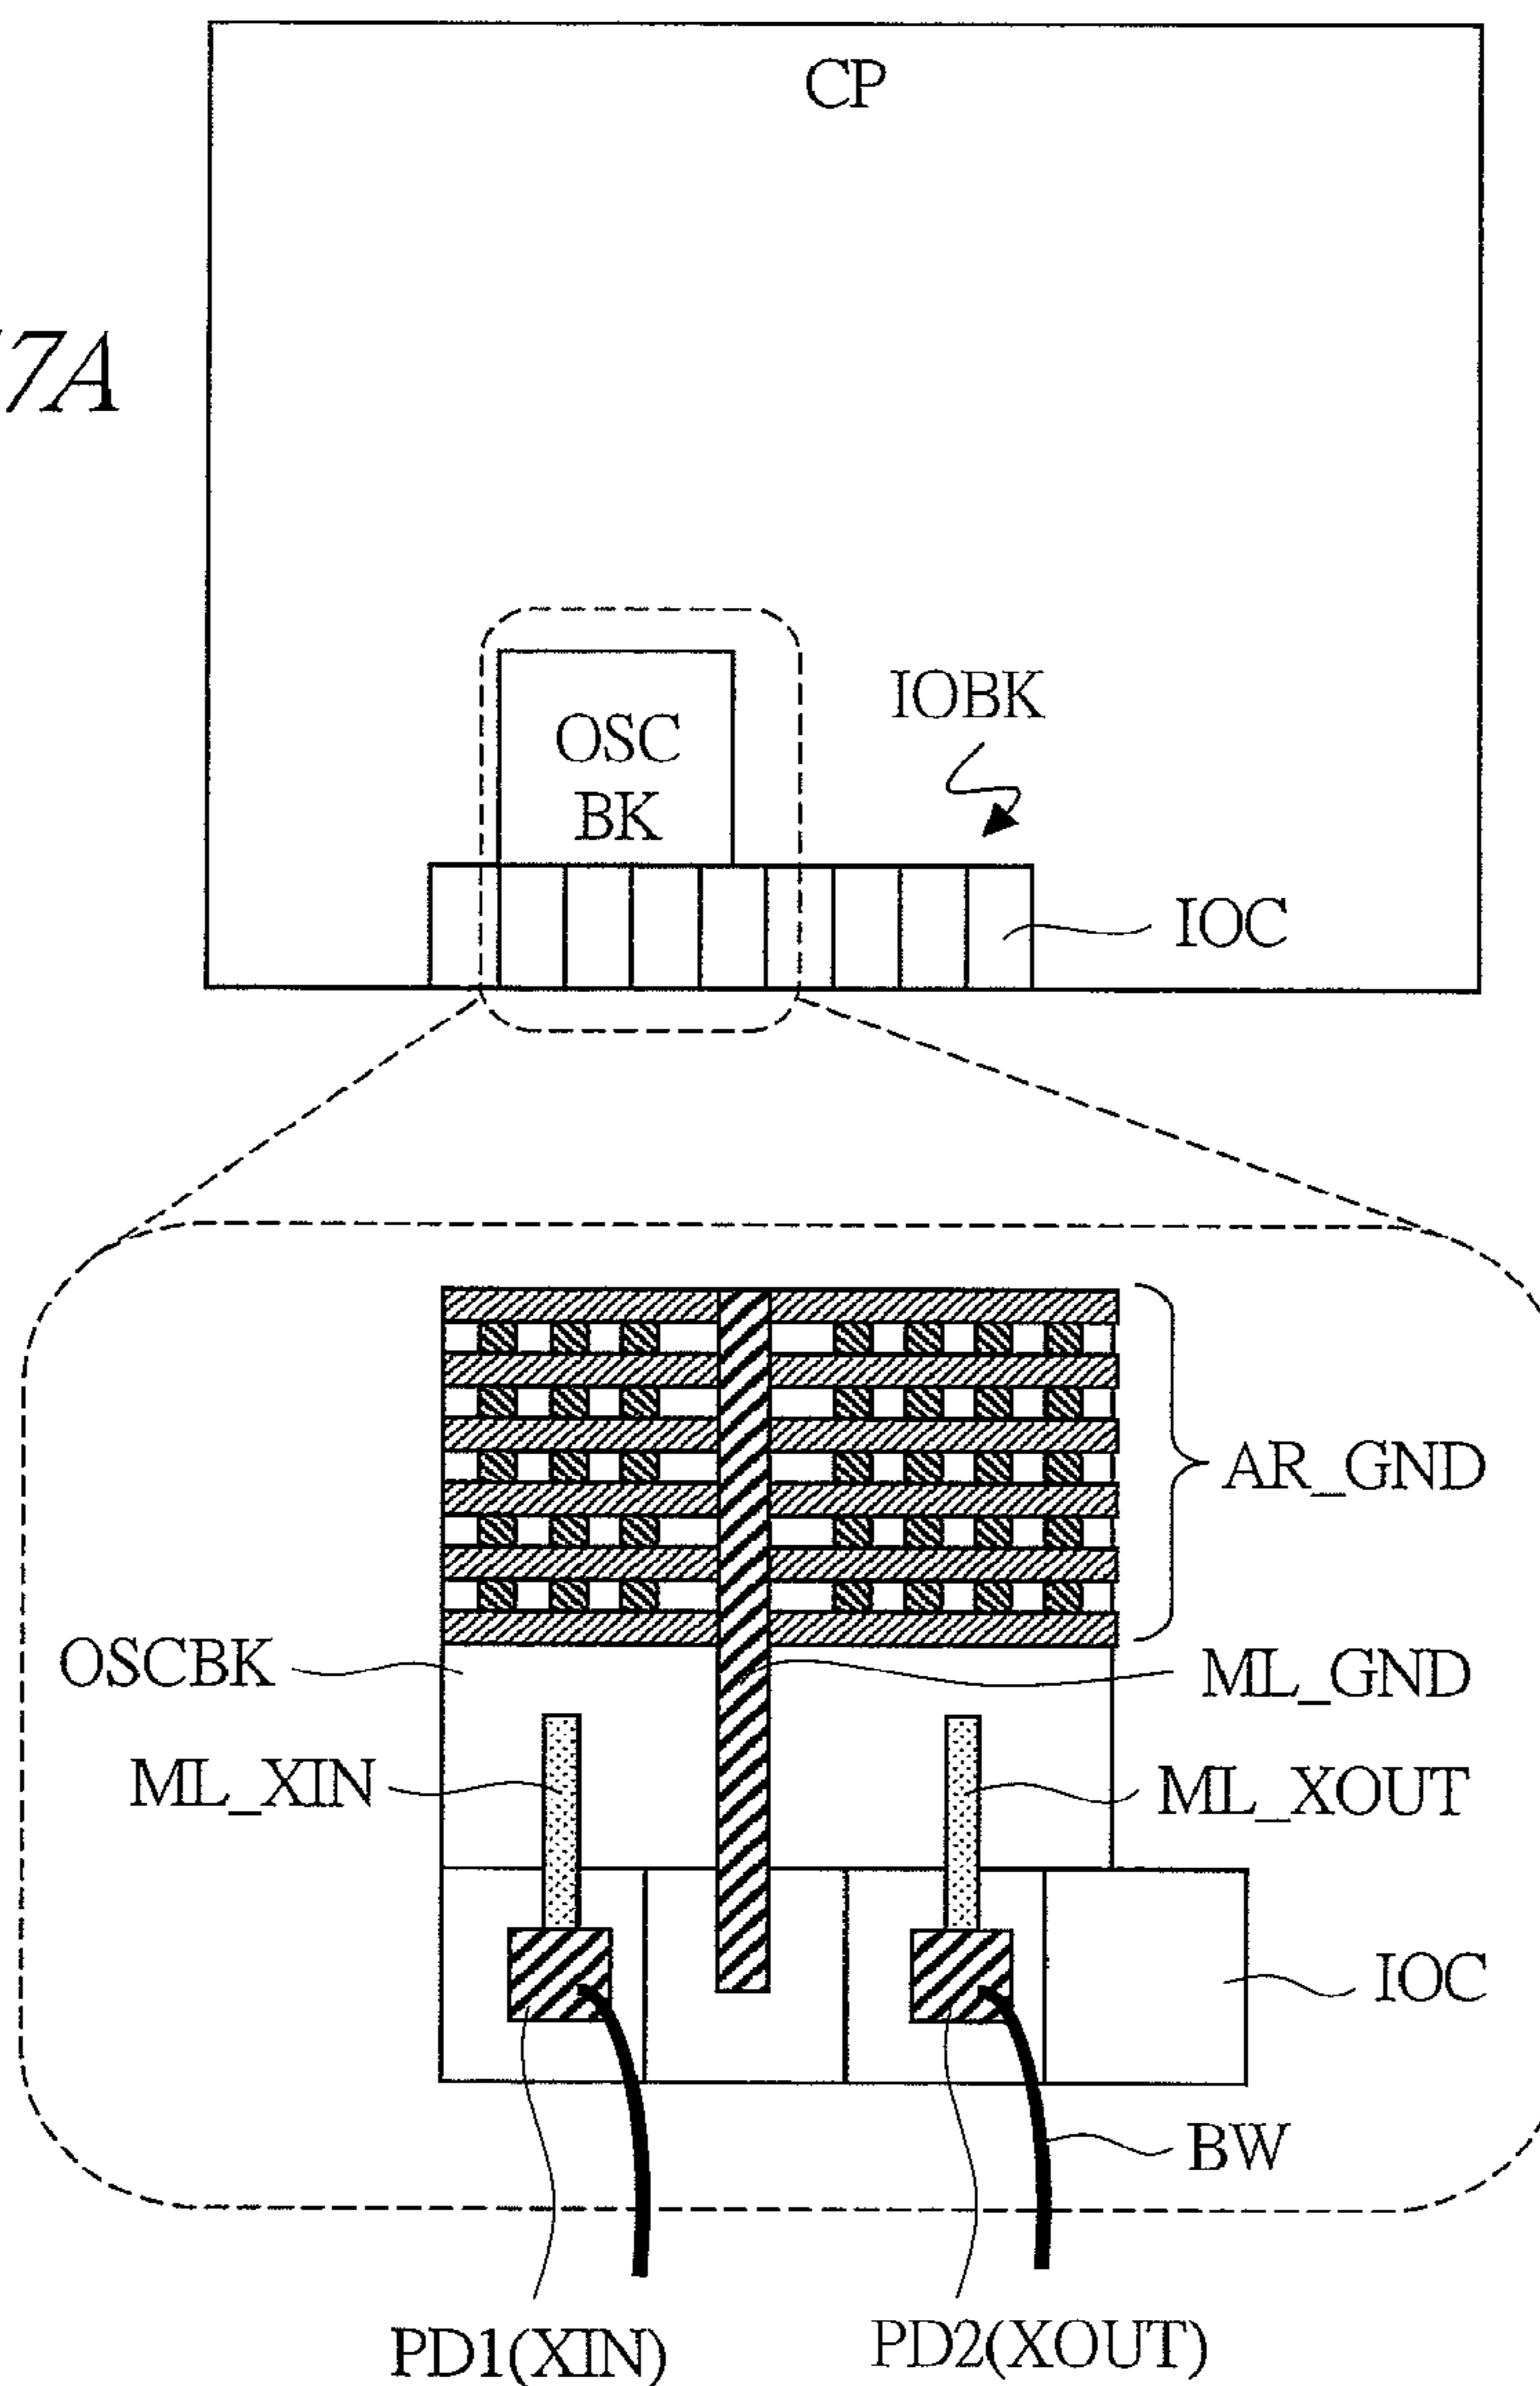 CP
7A
OSC
BK
IOBK
IOC
AR_GND
OSCBK
ML_GND
ML_XIN
ML_XOUT
IOC
BW
PD1(XIN)
PD2(XOUT)